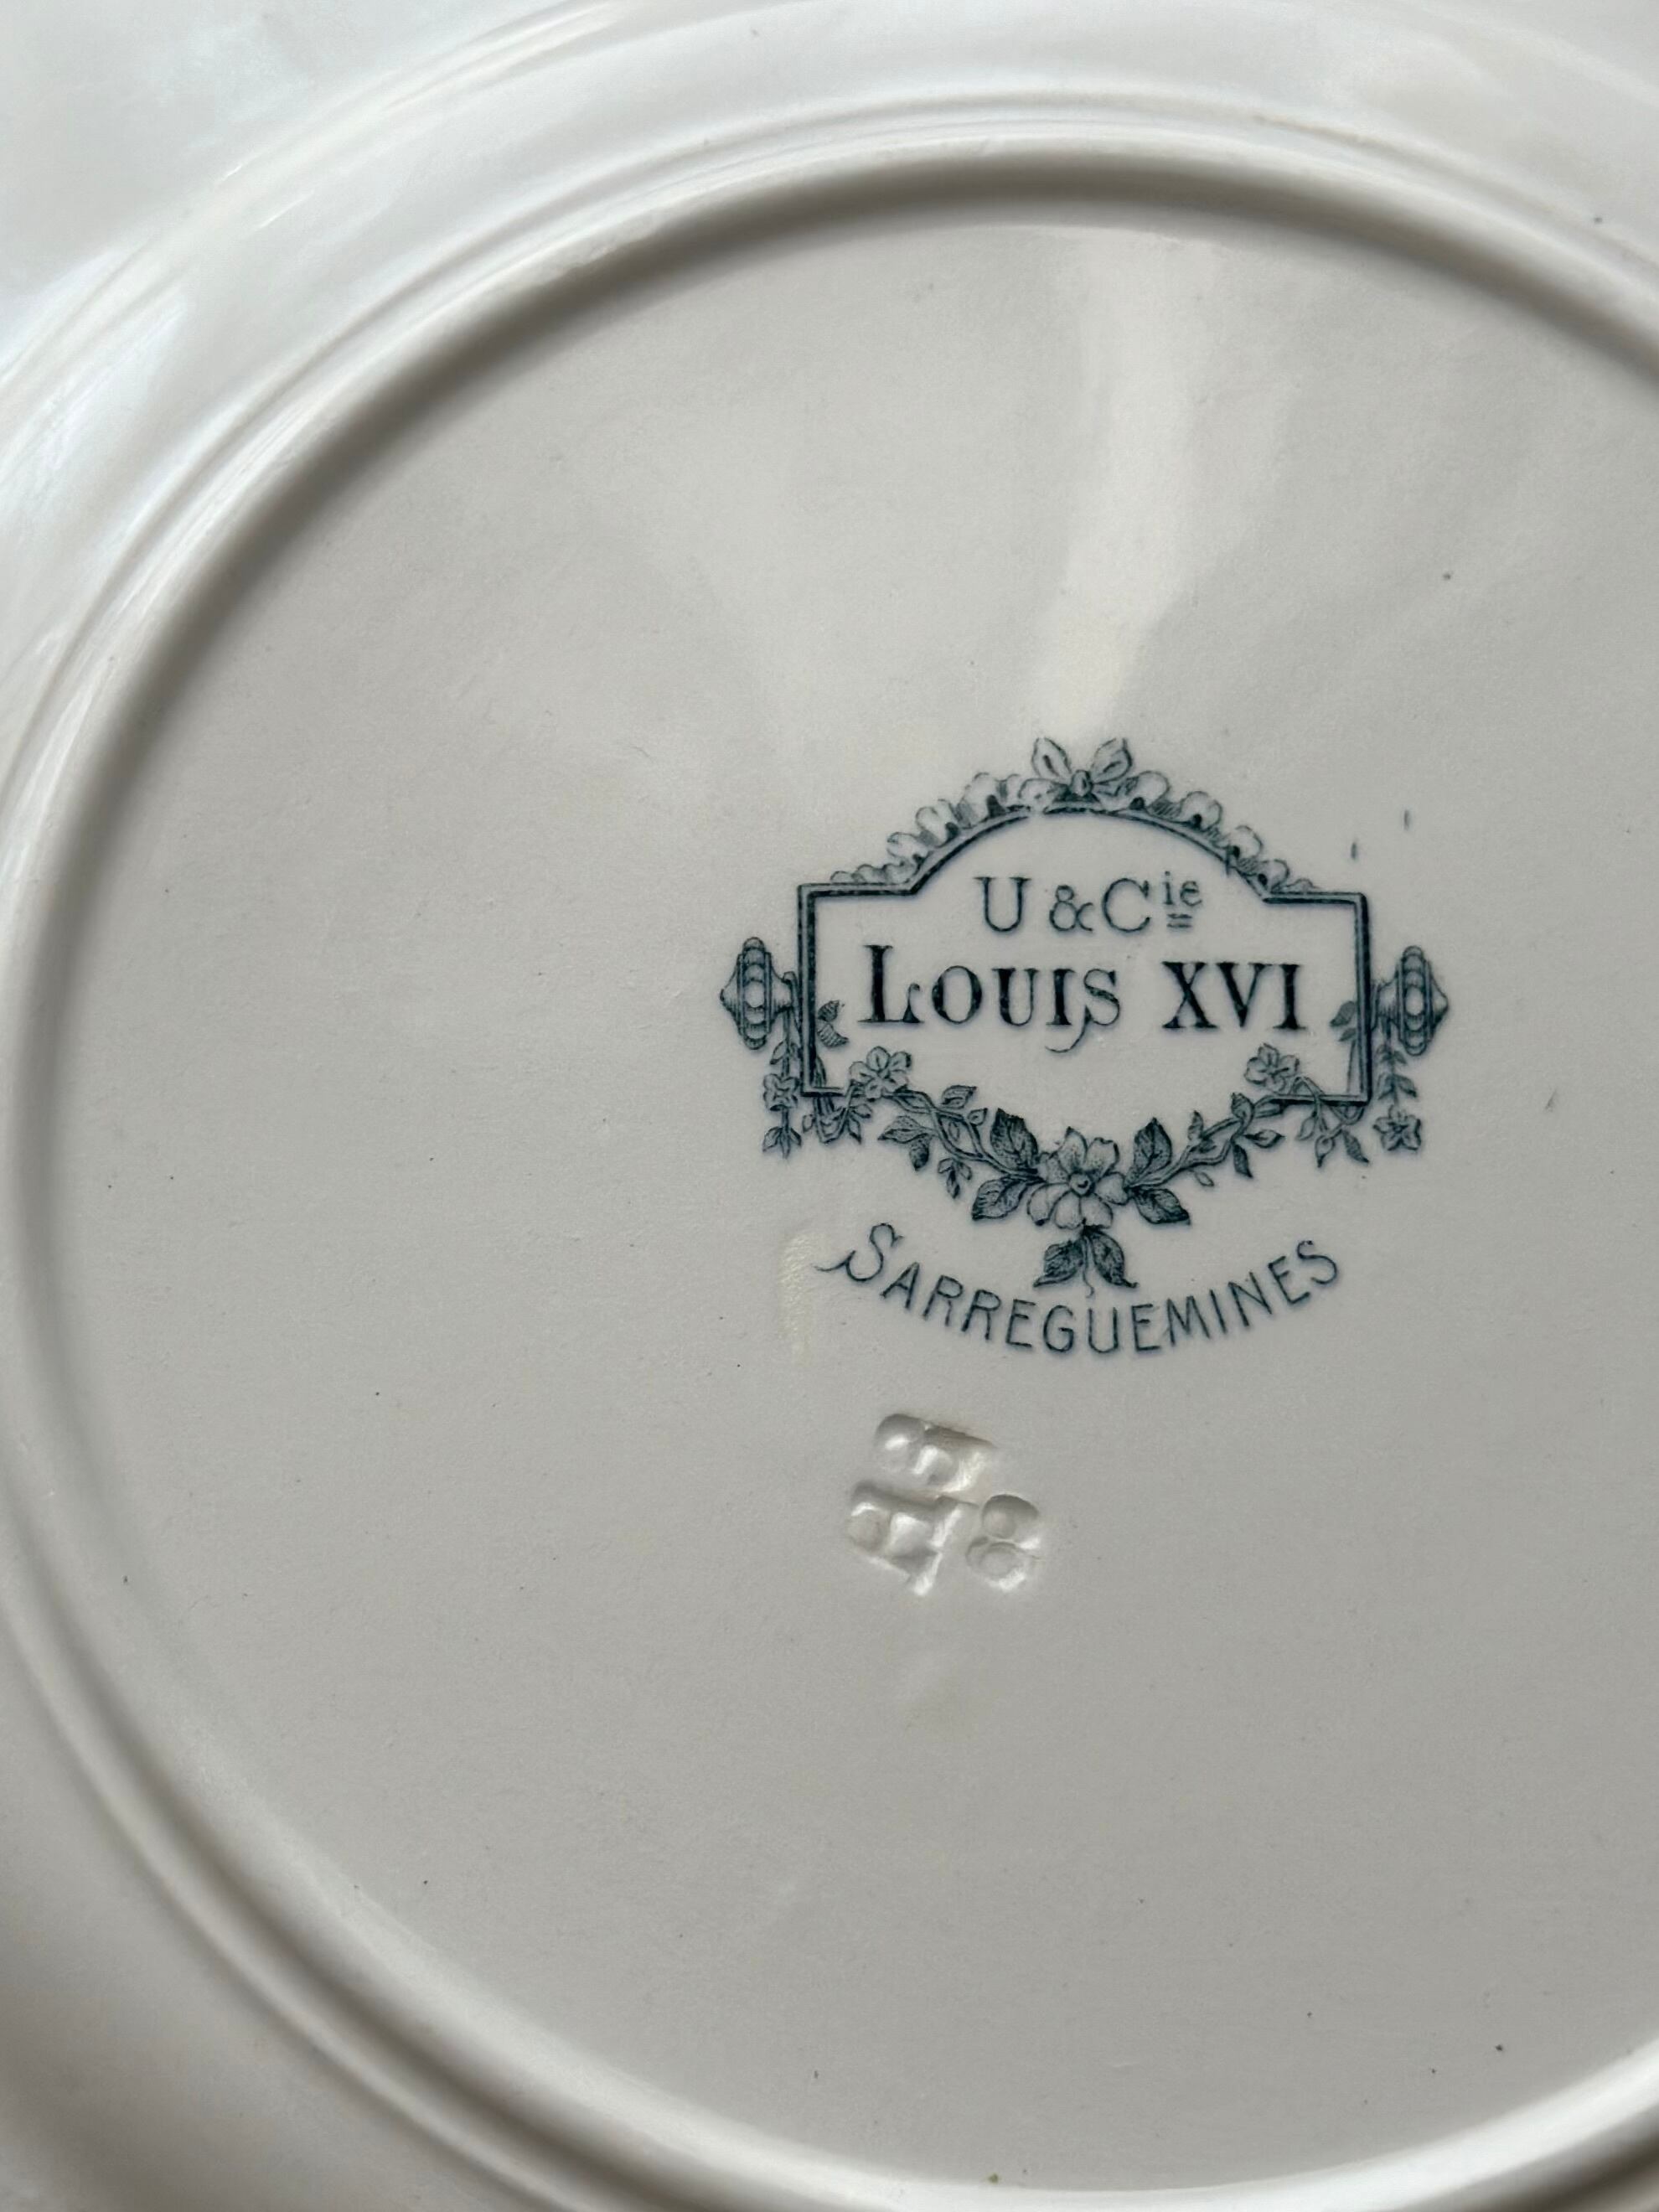 U & Cie
LOUIS XVI
SARREGUEMINES